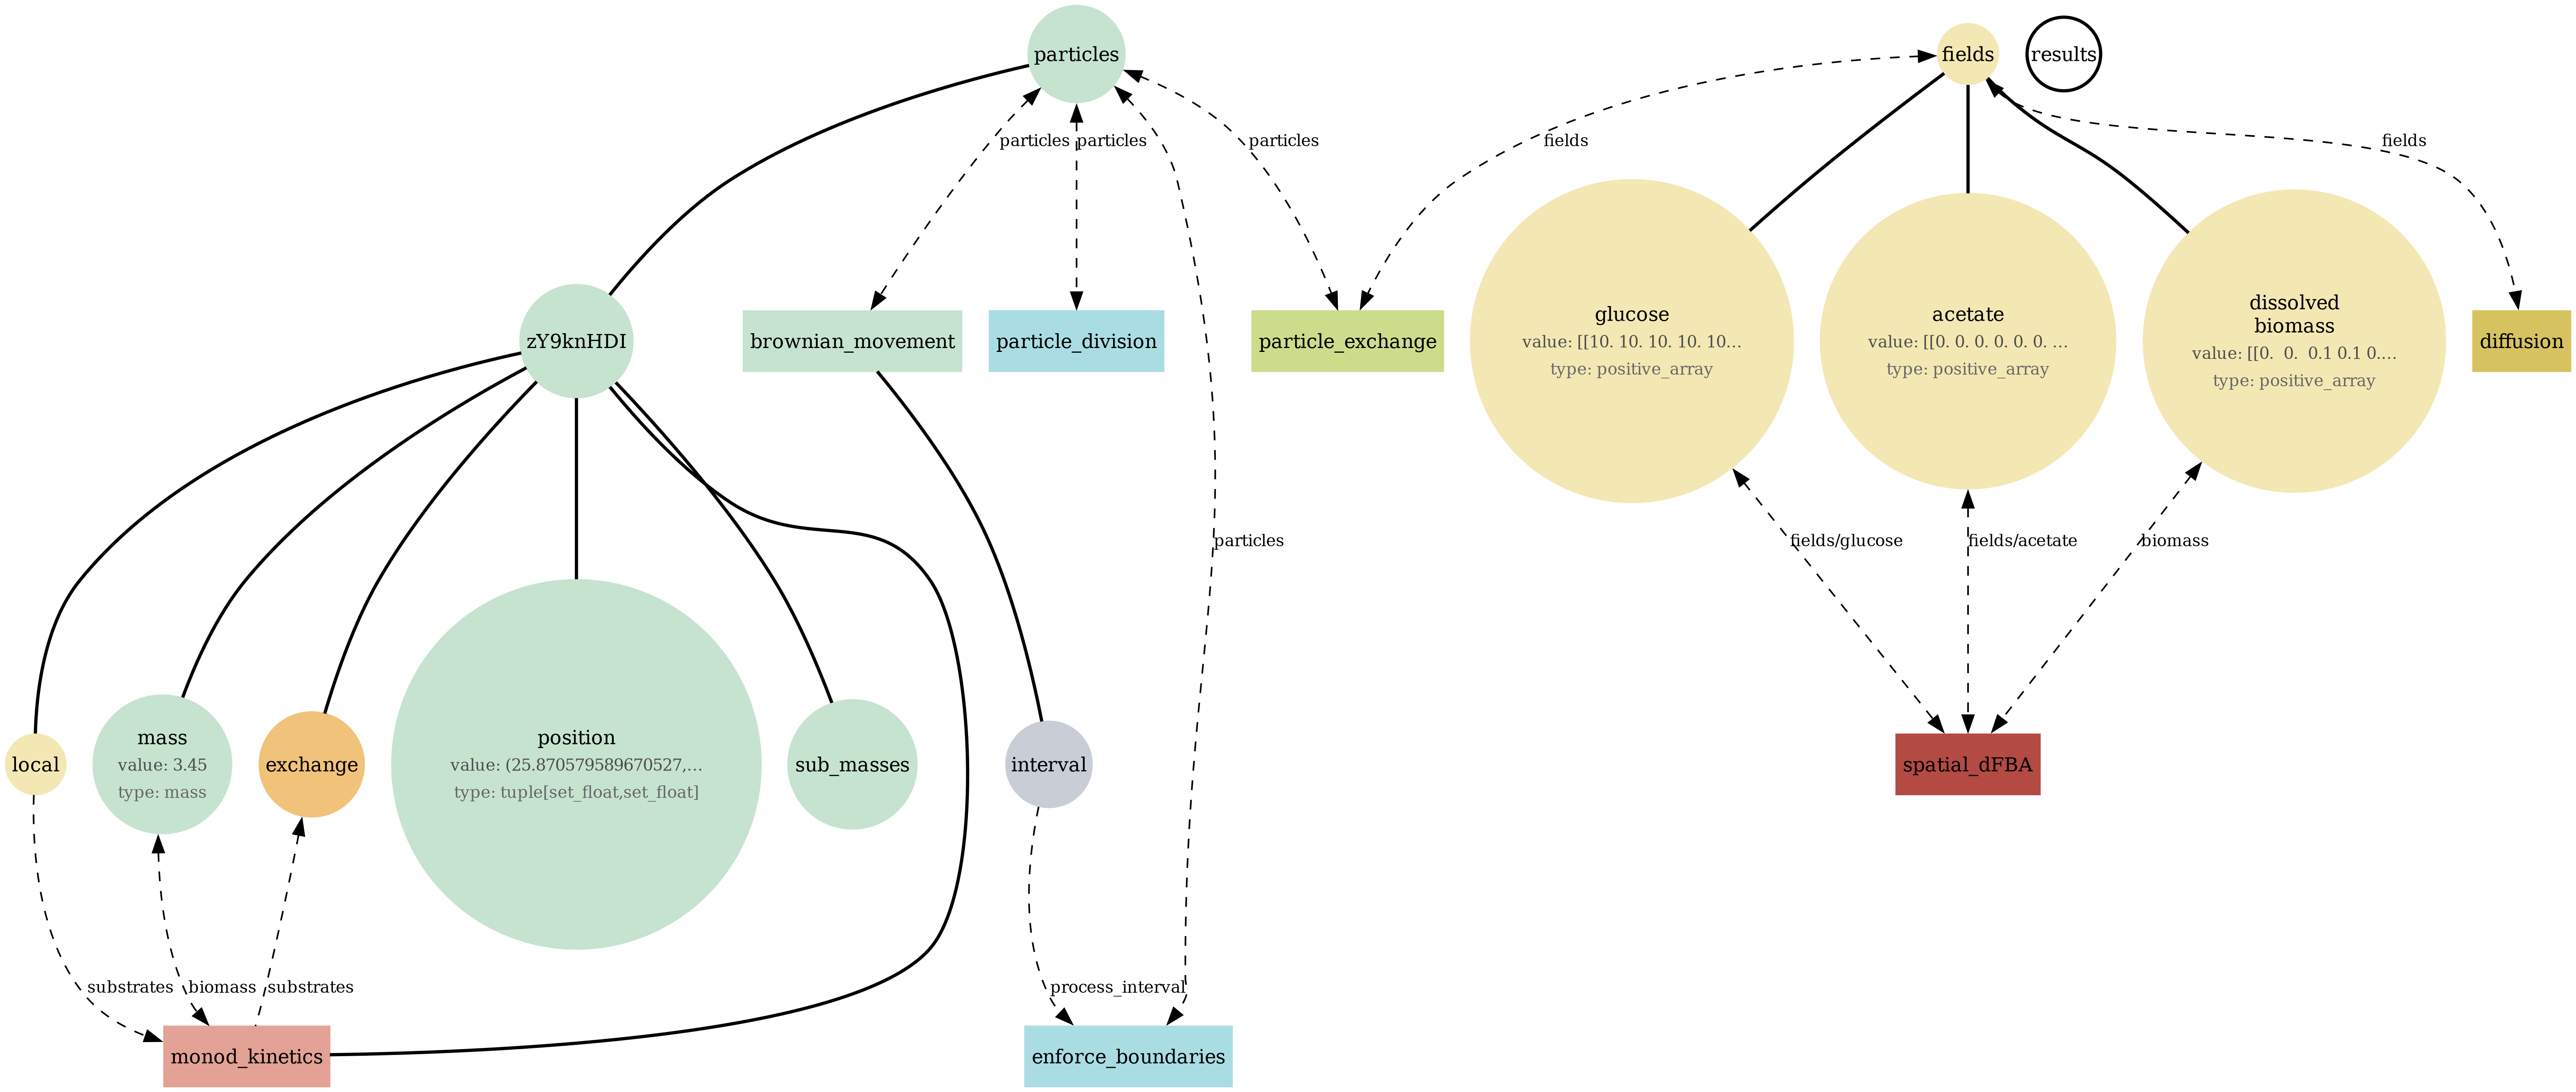 particles
fields
results
particles
particles
particles
fields
fields
zY9knHDI
brownian_movement
particle_division
particle_exchange
glucose
value: [[10. 10. 10. 10. 10...
type: positive_array
acetate
value: [[0. 0. 0. 0. 0. 0. ...
type: positive_array
dissolved
biomass
value: [[0.  0.  0.1 0.1 0....
type: positive_array
diffusion
particles
fields/glucose
fields/acetate
biomass
local
mass
value: 3.45
type: mass
exchange
position
value: (25.870579589670527,...
type: tuple[set_float,set_float]
sub_masses
interval
spatial_dFBA
substrates
biomass
substrates
process_interval
monod_kinetics
enforce_boundaries